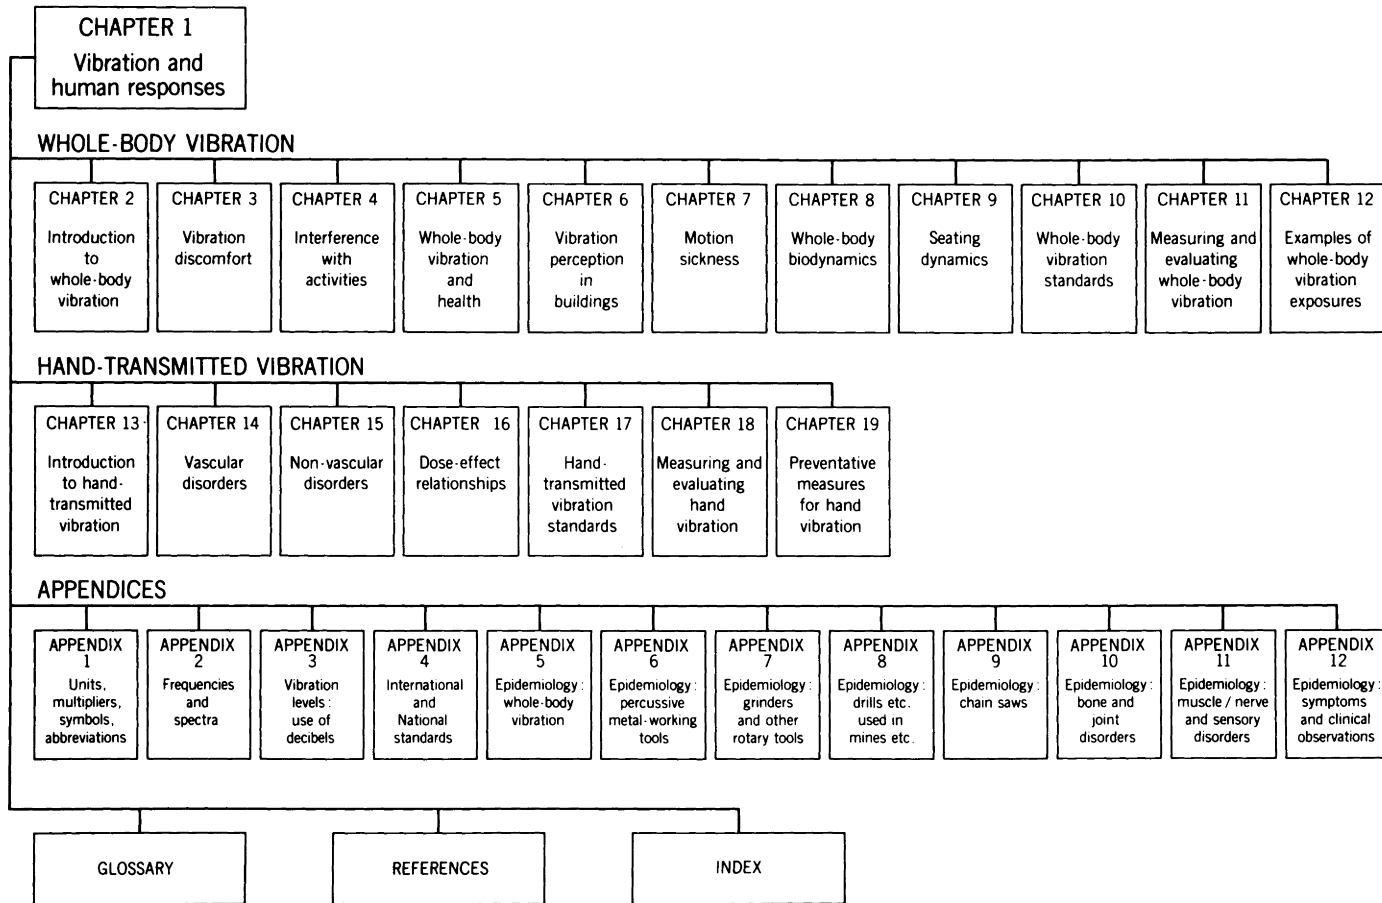 CHAPTER 1
Vibration and
human responses
WHOLE-BODY VIBRATION
CHAPTER 2
Introduction
to
whole-body
vibration
CHAPTER 3
Vibration
discomfort
CHAPTER 4
Interference
with
activities
CHAPTER 5
Whole-body
vibration
and
health
CHAPTER 6
Vibration
perception
in
buildings
CHAPTER 7
Motion
sickness
CHAPTER 8
Whole-body
biodynamics
CHAPTER 9
Seating
dynamics
CHAPTER 10
Whole-body
vibration
standards
CHAPTER 11
Measuring and
evaluating
whole-body
vibration
CHAPTER 12
Examples of
whole-body
vibration
exposures
HAND-TRANSMITTED VIBRATION
CHAPTER 13
Introduction
to hand-
transmitted
vibration
CHAPTER 14
Vascular
disorders
CHAPTER 15
Non-vascular
disorders
CHAPTER 16
Dose-effect
relationships
CHAPTER 17
Hand-
transmitted
vibration
standards
CHAPTER 18
Measuring and
evaluating
hand
vibration
CHAPTER 19
Preventative
measures
for hand
vibration
APPENDICES
APPENDIX
1
Units,
multipliers,
symbols,
abbreviations
APPENDIX
2
Frequencies
and
spectra
APPENDIX
3
Vibration
levels:
use of
decibels
APPENDIX
4
International
and
National
standards
APPENDIX
5
Epidemiology:
whole-body
vibration
APPENDIX
6
Epidemiology:
percussive
metal-working
tools
APPENDIX
7
Epidemiology:
grinders
and other
rotary tools
APPENDIX
8
Epidemiology:
drills etc.
used in
mines etc.
APPENDIX
9
Epidemiology:
chain saws
APPENDIX
10
Epidemiology:
bone and
joint
disorders
APPENDIX
11
Epidemiology:
muscle / nerve
and sensory
disorders
APPENDIX
12
Epidemiology:
symptoms
and clinical
observations
GLOSSARY
REFERENCES
INDEX